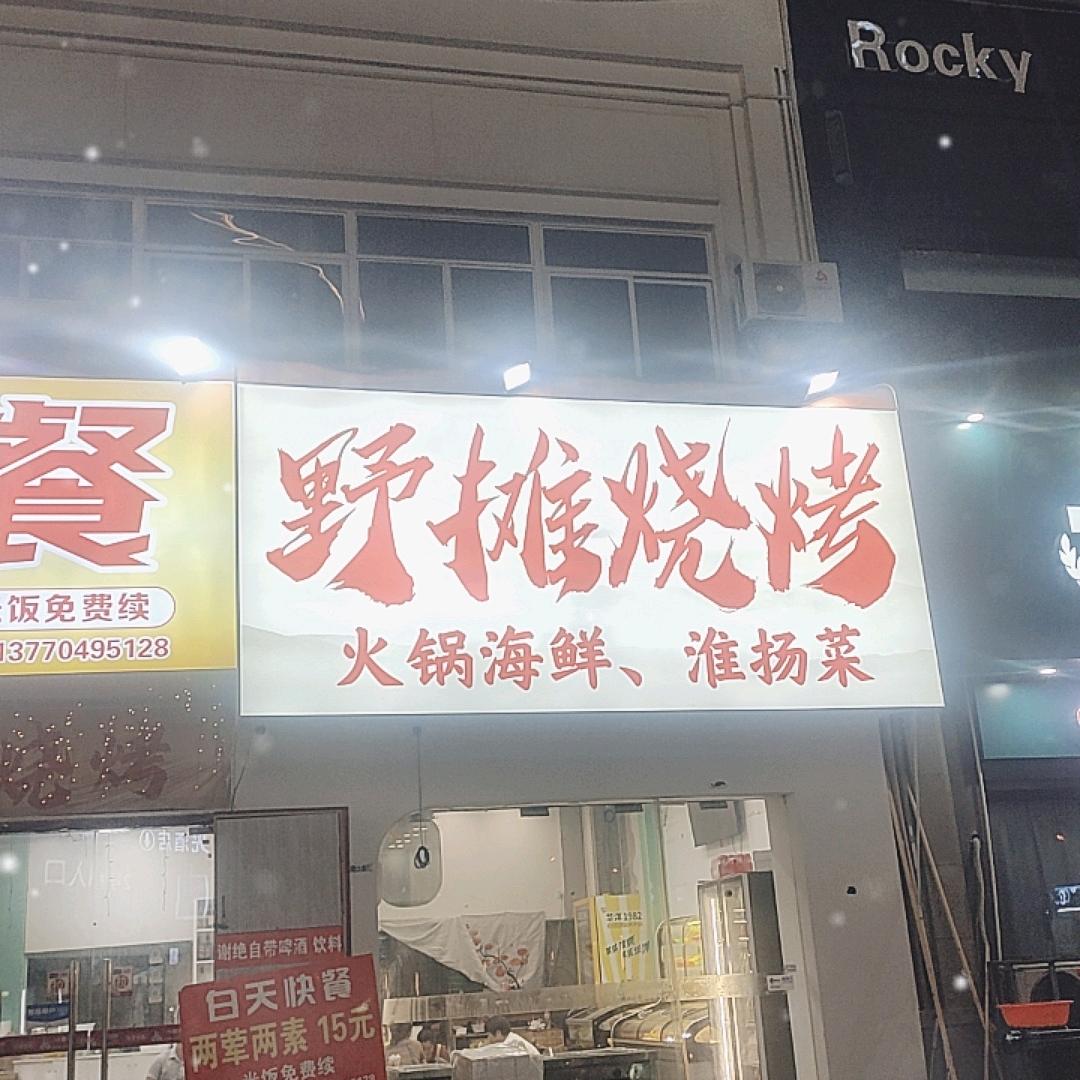 Rocky
餐
野摊烧烤
饭免费续
火锅海鲜、淮扬菜
13770495128
烧烤
谢绝自带啤酒 饮料
白天快餐
两荤两素 15元
米饭免费续